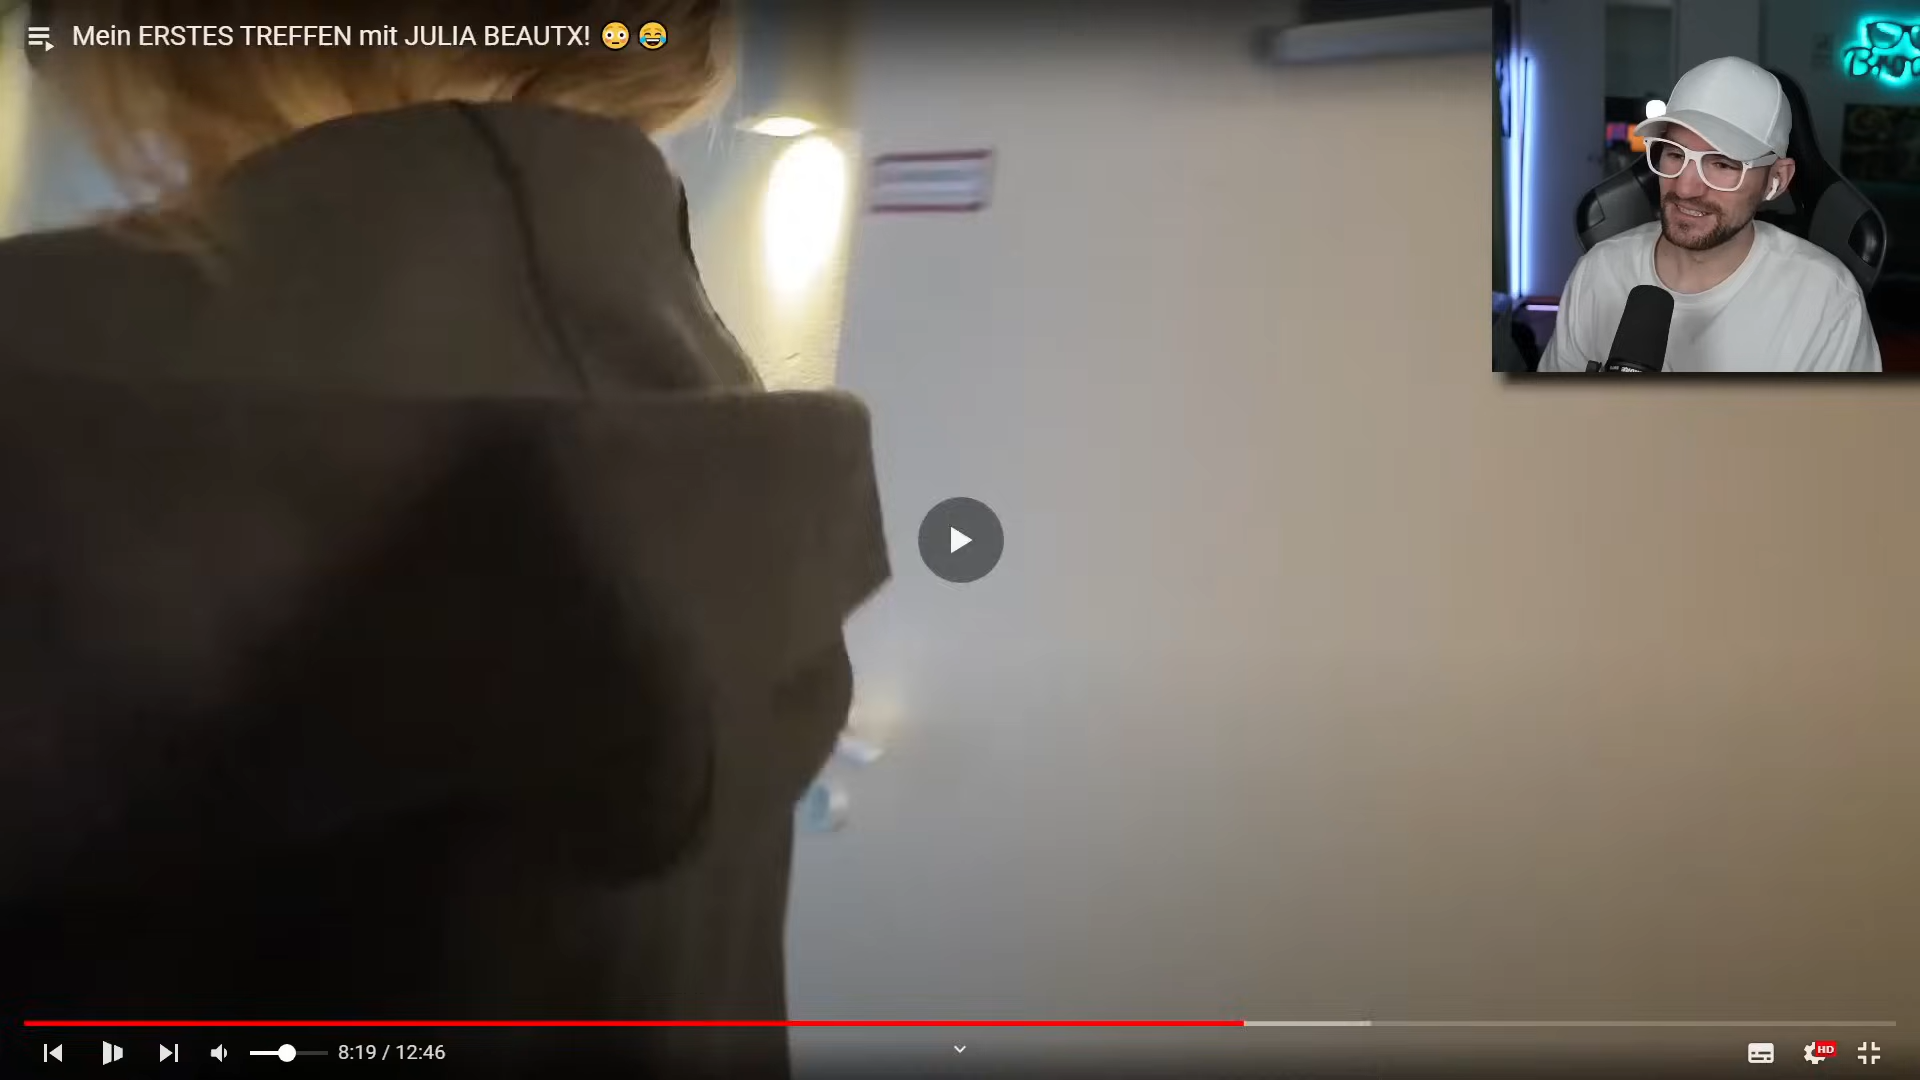 Mein ERSTES TREFFEN mit JULIA BEAUTX! 😳 😂
8:19 / 12:46
HD